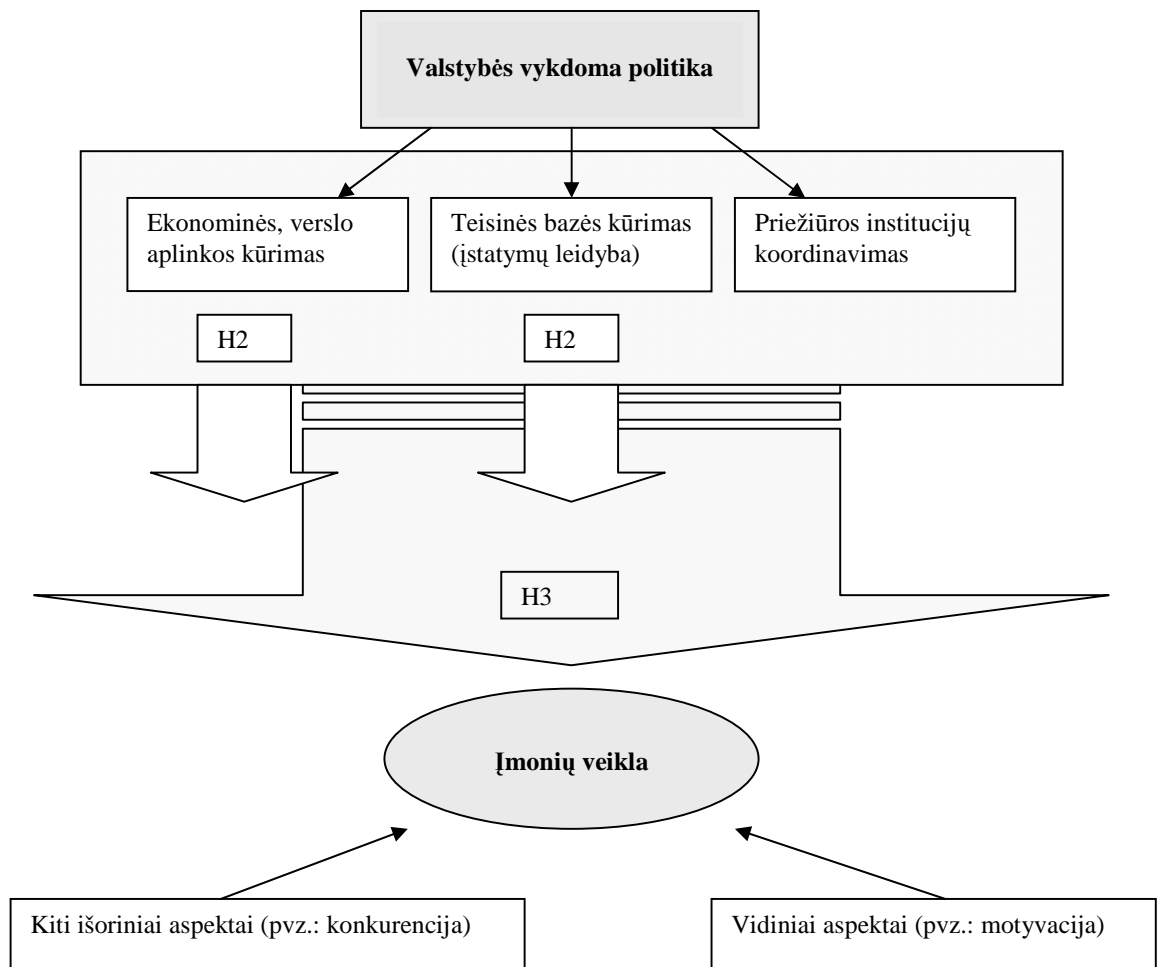 Valstybės vykdoma politika
Ekonominės, verslo
aplinkos kūrimas
Teisinės bazės kūrimas
(įstatymų leidyba)
Priežiūros institucijų
koordinavimas
H2
H2
H3
Įmonių veikla
Kiti išoriniai aspektai (pvz.: konkurencija)
Vidiniai aspektai (pvz.: motyvacija)